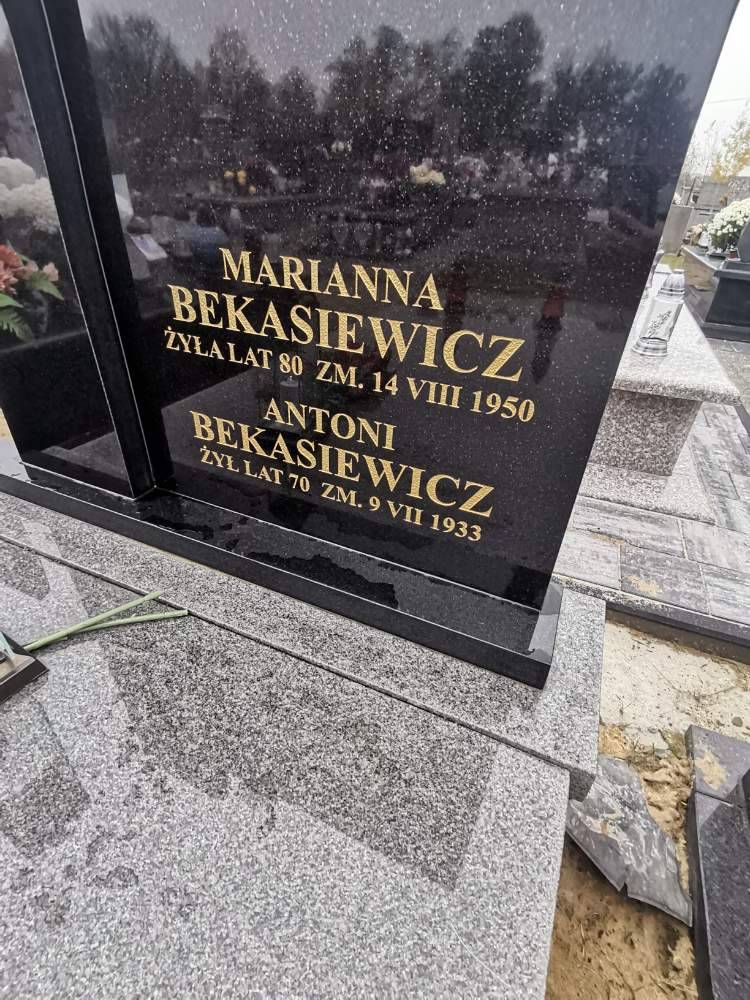 MARIANNA
BEKASIEWICZ
ŻYŁA LAT 80 ZM. 14 VIII 1950
ANTONI
BEKASIEWICZ
ŻYŁ LAT 70 ZM. 9 VII 1933